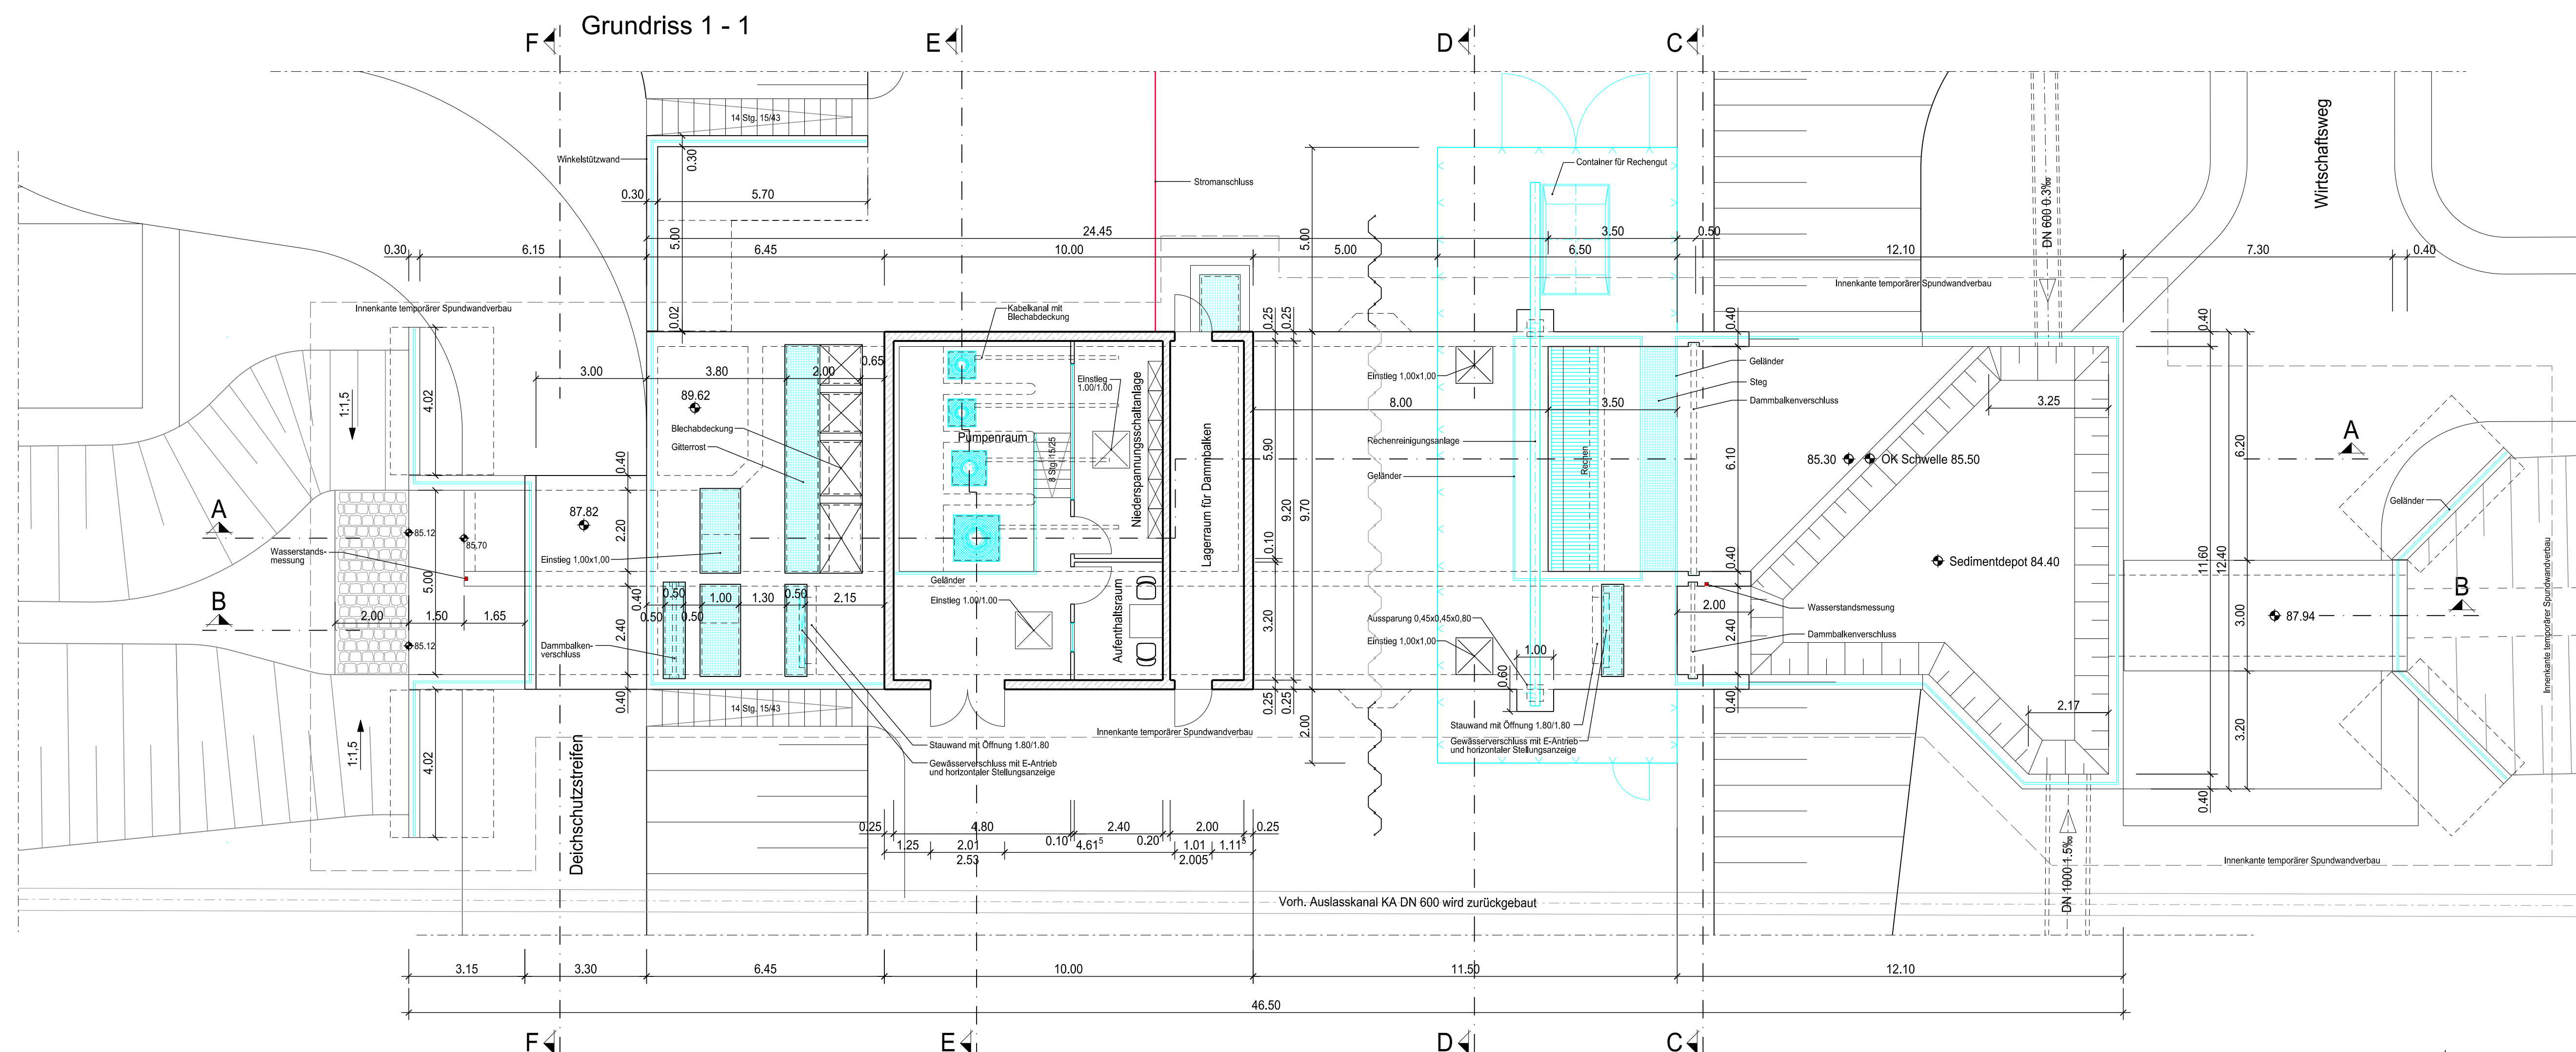 Grundriss 1 - 1
F
E
D
C
14 Stg. 15/43
Winkelstützwand
0.30
0.30
5.70
5.00
0.02
Stromanschluss
Container für Rechengut
DN 600 0.3‰
Wirtschaftsweg
24.45
3.50
0.50
0.30
6.15
6.45
10.00
5.00
6.50
12.10
7.30
0.40
5.00
Innenkante temporärer Spundwandverbau
Innenkante temporärer Spundwandverbau
Kabelkanal mit
Blechabdeckung
0.25
0.25
0.40
0.40
4.02
1:1,5
3.00
3.80
2.00
0.65
89.62
Blechabdeckung
Gitterrost
Einstieg
1.00/1.00
Pumpenraum
8 Stg. 15/25
Niederspannungsschaltanlage
Lagerraum für Dammbalken
Einstieg 1,00x1,00
8.00
3.50
Rechenreinigungsanlage
Geländer
Rechen
Geländer
Steg
Dammbalkenverschluss
3.25
5.90
9.20
9.70
6.10
85.30
OK Schwelle 85.50
6.20
A
Geländer
A
85.12
85.70
87.82
0.40
2.20
Wasserstands-
messung
5.00
Einstieg 1,00x1,00
0.10
0.40
11.60
12.40
Sedimentdepot 84.40
Innenkante temporärer Spundwandverbau
B
2.00
1.50
1.65
85.12
0.40
2.40
0.50
1.00
1.30
0.50
2.15
0.50
0.50
Dammbalken-
verschluss
Geländer
Einstieg 1.00/1.00
Aufenthaltsraum
3.20
Aussparung 0,45x0,45x0,80
Einstieg 1,00x1,00
1.00
0.60
2.00
2.40
Wasserstandsmessung
Dammbalkenverschluss
3.00
87.94
B
0.40
0.25
0.25
0.40
14 Stg. 15/43
2.17
3.20
1:1,5
4.02
Deichschutzstreifen
Stauwand mit Öffnung 1.80/1.80
Gewässerverschluss mit E-Antrieb
und horizontaler Stellungsanzeige
Innenkante temporärer Spundwandverbau
2.00
Stauwand mit Öffnung 1.80/1.80
Gewässerverschluss mit E-Antrieb
und horizontaler Stellungsanzeige
0.40
0.25
4.80
2.40
2.00
0.25
0.10⁵
0.20
1.25
2.01
4.61⁵
1.01
1.11⁵
2.53
2.005
Innenkante temporärer Spundwandverbau
DN 1000 1.5‰
Vorh. Auslasskanal KA DN 600 wird zurückgebaut
3.15
3.30
6.45
10.00
11.50
12.10
46.50
F
E
D
C